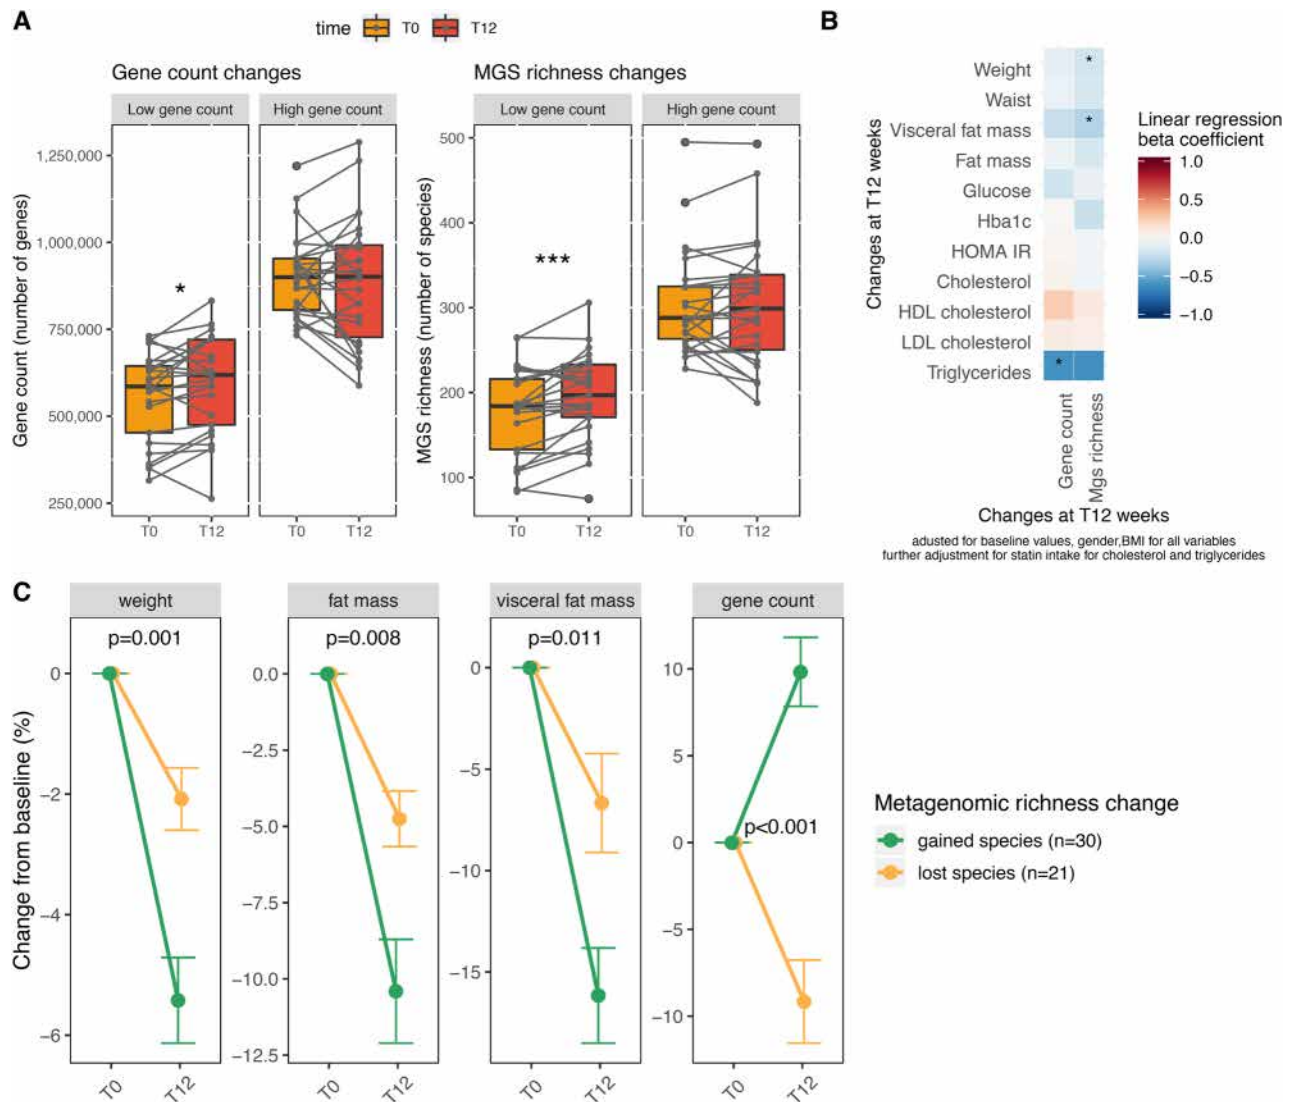 A
time T0 T12
Gene count changes
Low gene count
High gene count
Gene count (number of genes)
1,250,000
1,000,000
750,000
500,000
250,000
*
T0
T12
T0
T12
MGS richness changes
Low gene count
High gene count
MGS richness (number of species)
500
400
300
200
100
***
T0
T12
T0
T12
B
Changes at T12 weeks
Weight
Waist
Visceral fat mass
Fat mass
Glucose
Hba1c
HOMA IR
Cholesterol
HDL cholesterol
LDL cholesterol
Triglycerides
*
*
*
Gene count
Mgs richness
Changes at T12 weeks
adusted for baseline values, gender,BMI for all variables
further adjustment for statin intake for cholesterol and triglycerides
Linear regression
beta coefficient
1.0
0.5
0.0
−0.5
−1.0
C
Change from baseline (%)
weight
p=0.001
0
−2
−4
−6
T0
T12
fat mass
p=0.008
0.0
−2.5
−5.0
−7.5
−10.0
−12.5
T0
T12
visceral fat mass
p=0.011
0
−5
−10
−15
T0
T12
gene count
10
5
0
−5
−10
p<0.001
T0
T12
Metagenomic richness change
gained species (n=30)
lost species (n=21)